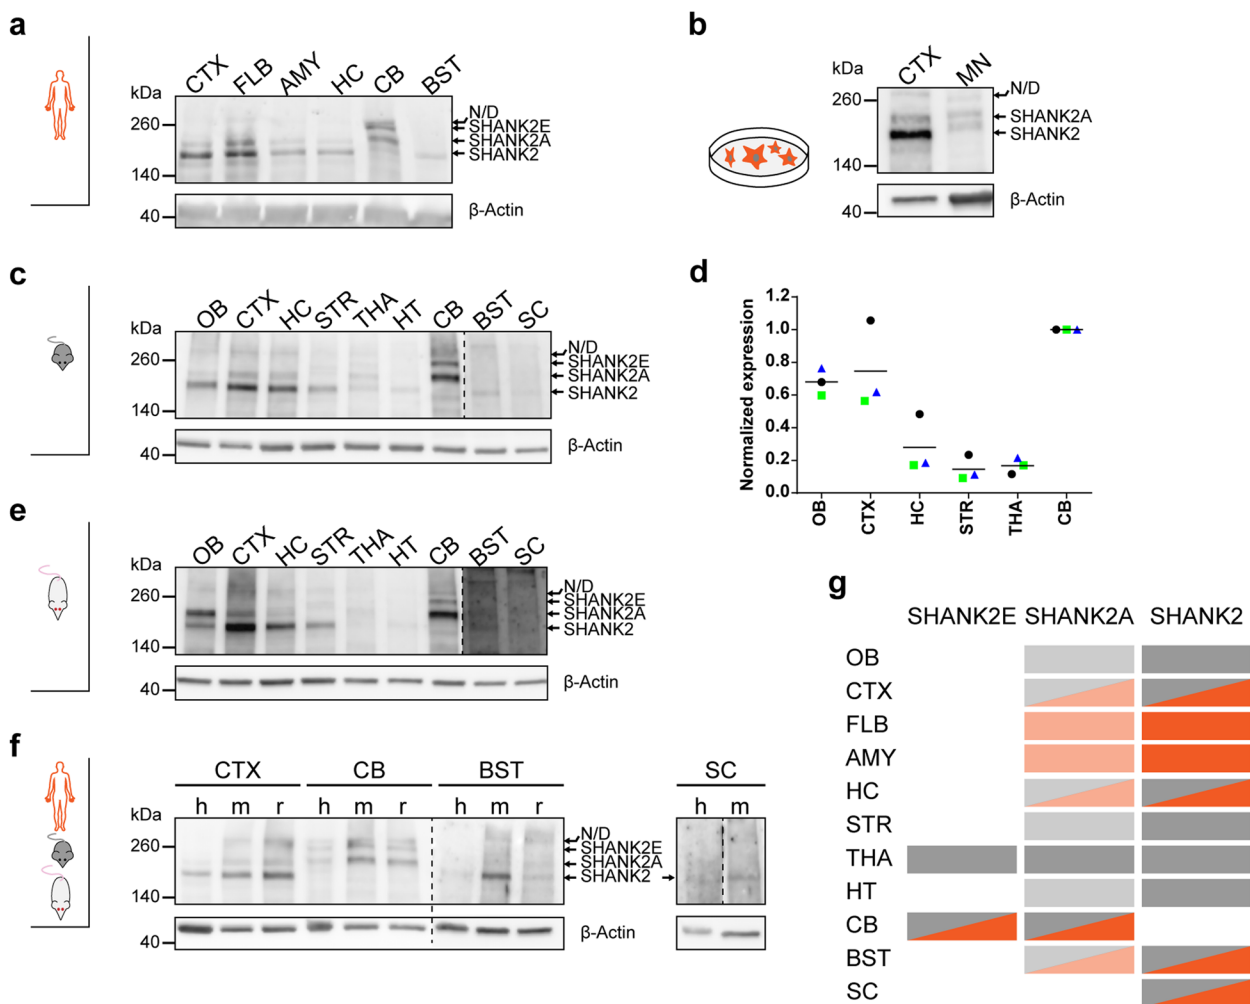 a
CTX FLB AMY HC CB BST
kDa
260
140
40
N/D
SHANK2E
SHANK2A
SHANK2
β-Actin
b
CTX MN
kDa
260
140
40
N/D
SHANK2A
SHANK2
β-Actin
c
OB CTX HC STR THA HT CB BST SC
kDa
260
140
40
N/D
SHANK2E
SHANK2A
SHANK2
β-Actin
d
Normalized expression
1.2
1.0
0.8
0.6
0.4
0.2
0.0
OB CTX HC STR THA CB
e
OB CTX HC STR THA HT CB BST SC
kDa
260
140
40
N/D
SHANK2E
SHANK2A
SHANK2
β-Actin
f
CTX CB BST SC
h m r h m r h m r h m
kDa
260
140
40
N/D
SHANK2E
SHANK2A
SHANK2
β-Actin
g
SHANK2E SHANK2A SHANK2
OB
CTX
FLB
AMY
HC
STR
THA
HT
CB
BST
SC